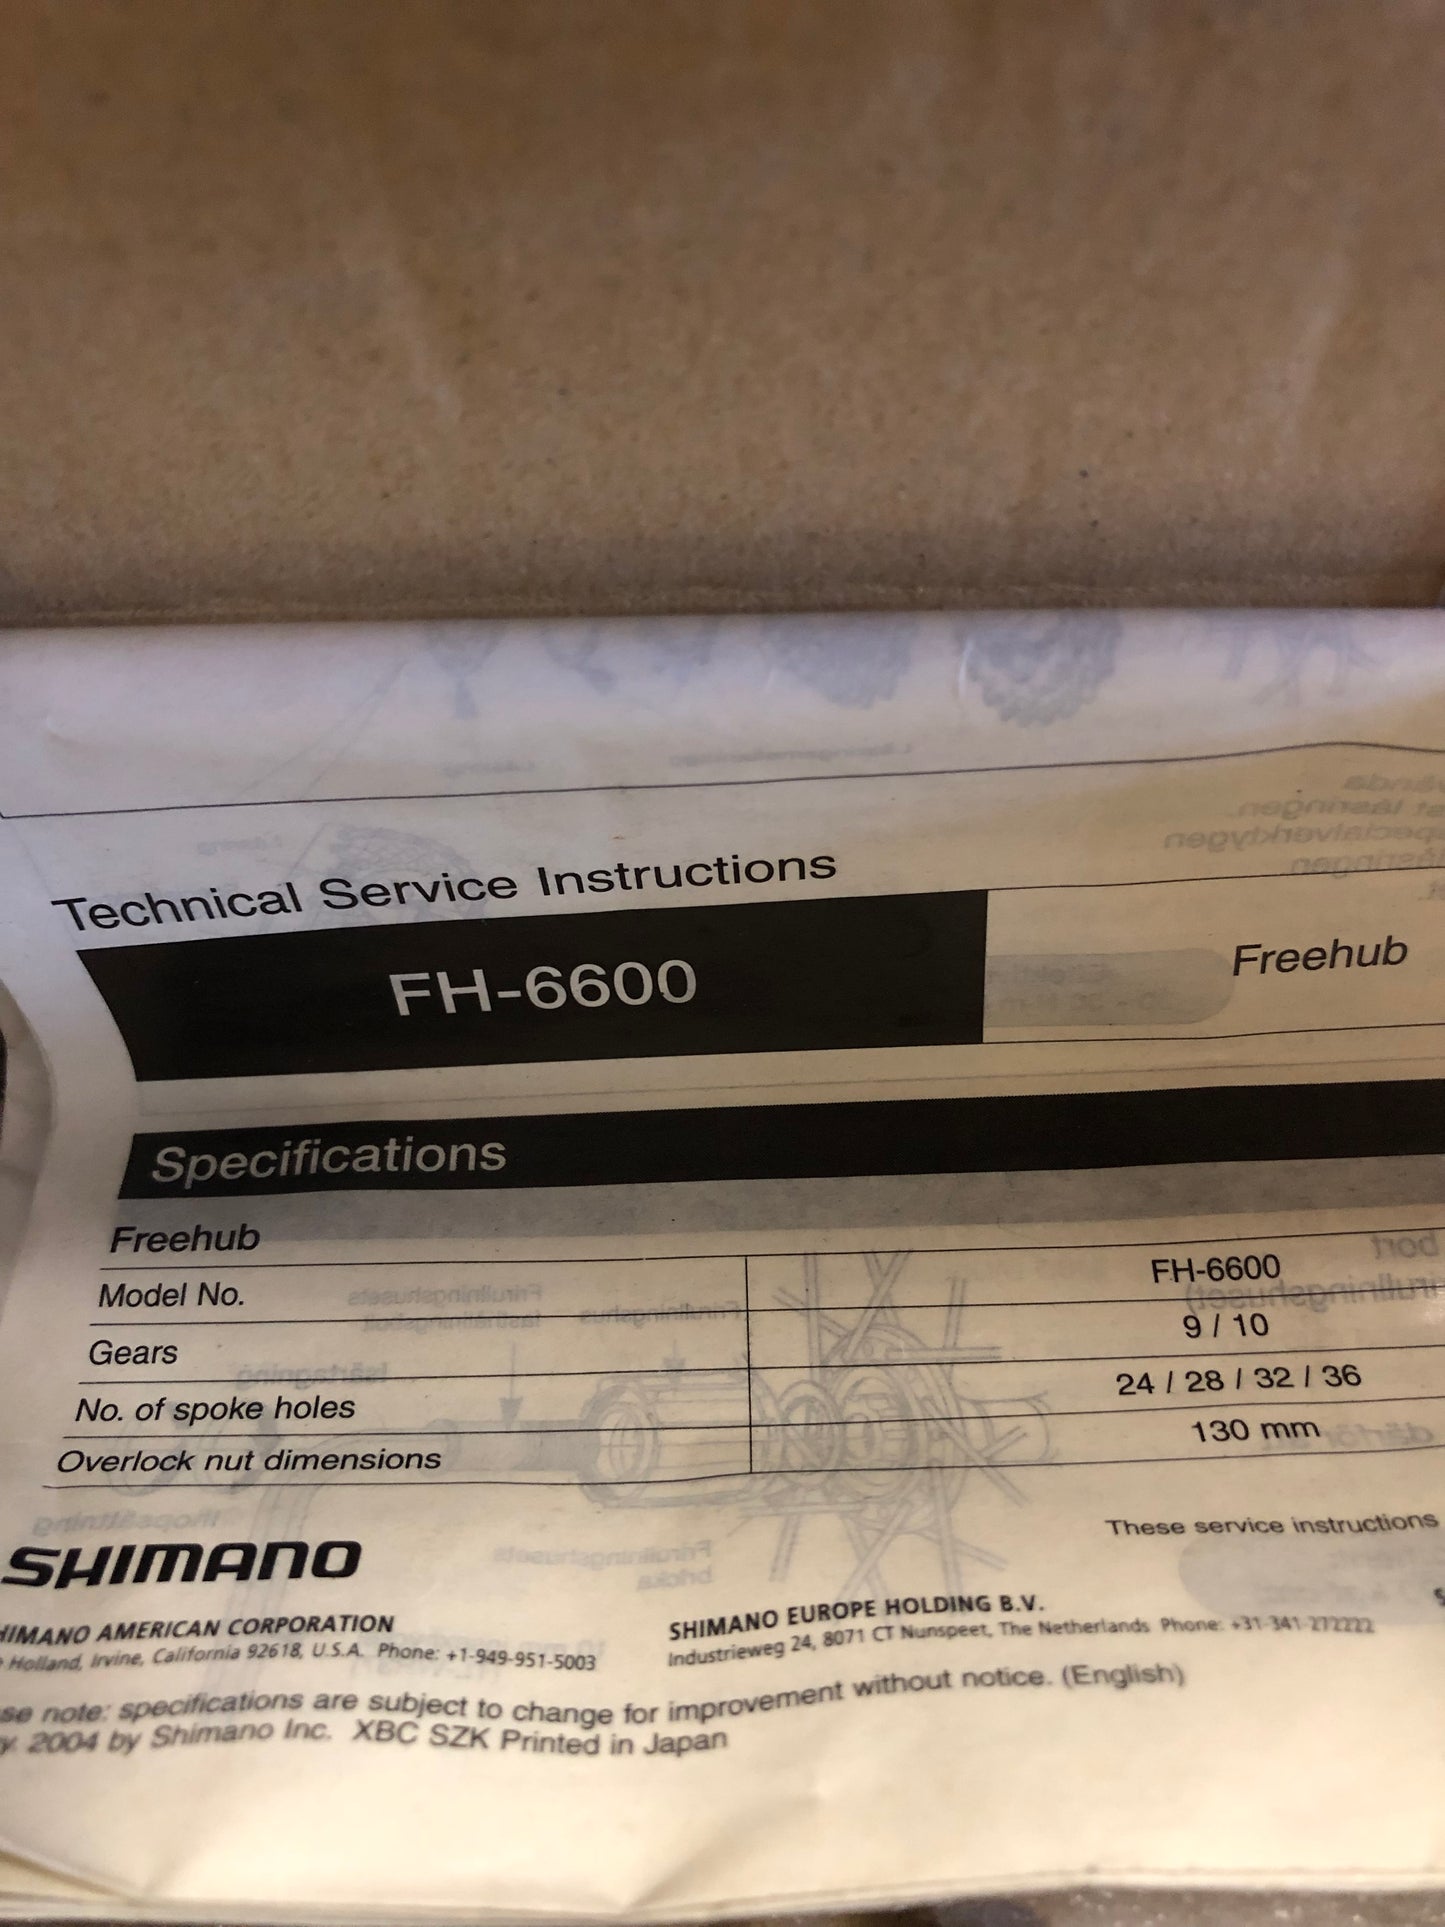 Technical Service Instructions
FH-6600
Freehub
Specifications
Freehub
Model No. FH-6600
Gears 9 / 10
No. of spoke holes 24 / 28 / 32 / 36
Overlock nut dimensions 130 mm
These service instructions
SHIMANO
HIMANO AMERICAN CORPORATION
Holland, Irvine, California 92618, U.S.A. Phone: +1-949-951-5003
SHIMANO EUROPE HOLDING B.V.
Industrieweg 24, 8071 CT Nunspeet, The Netherlands Phone: +31-341-272222
se note: specifications are subject to change for improvement without notice. (English)
y. 2004 by Shimano Inc. XBC SZK Printed in Japan